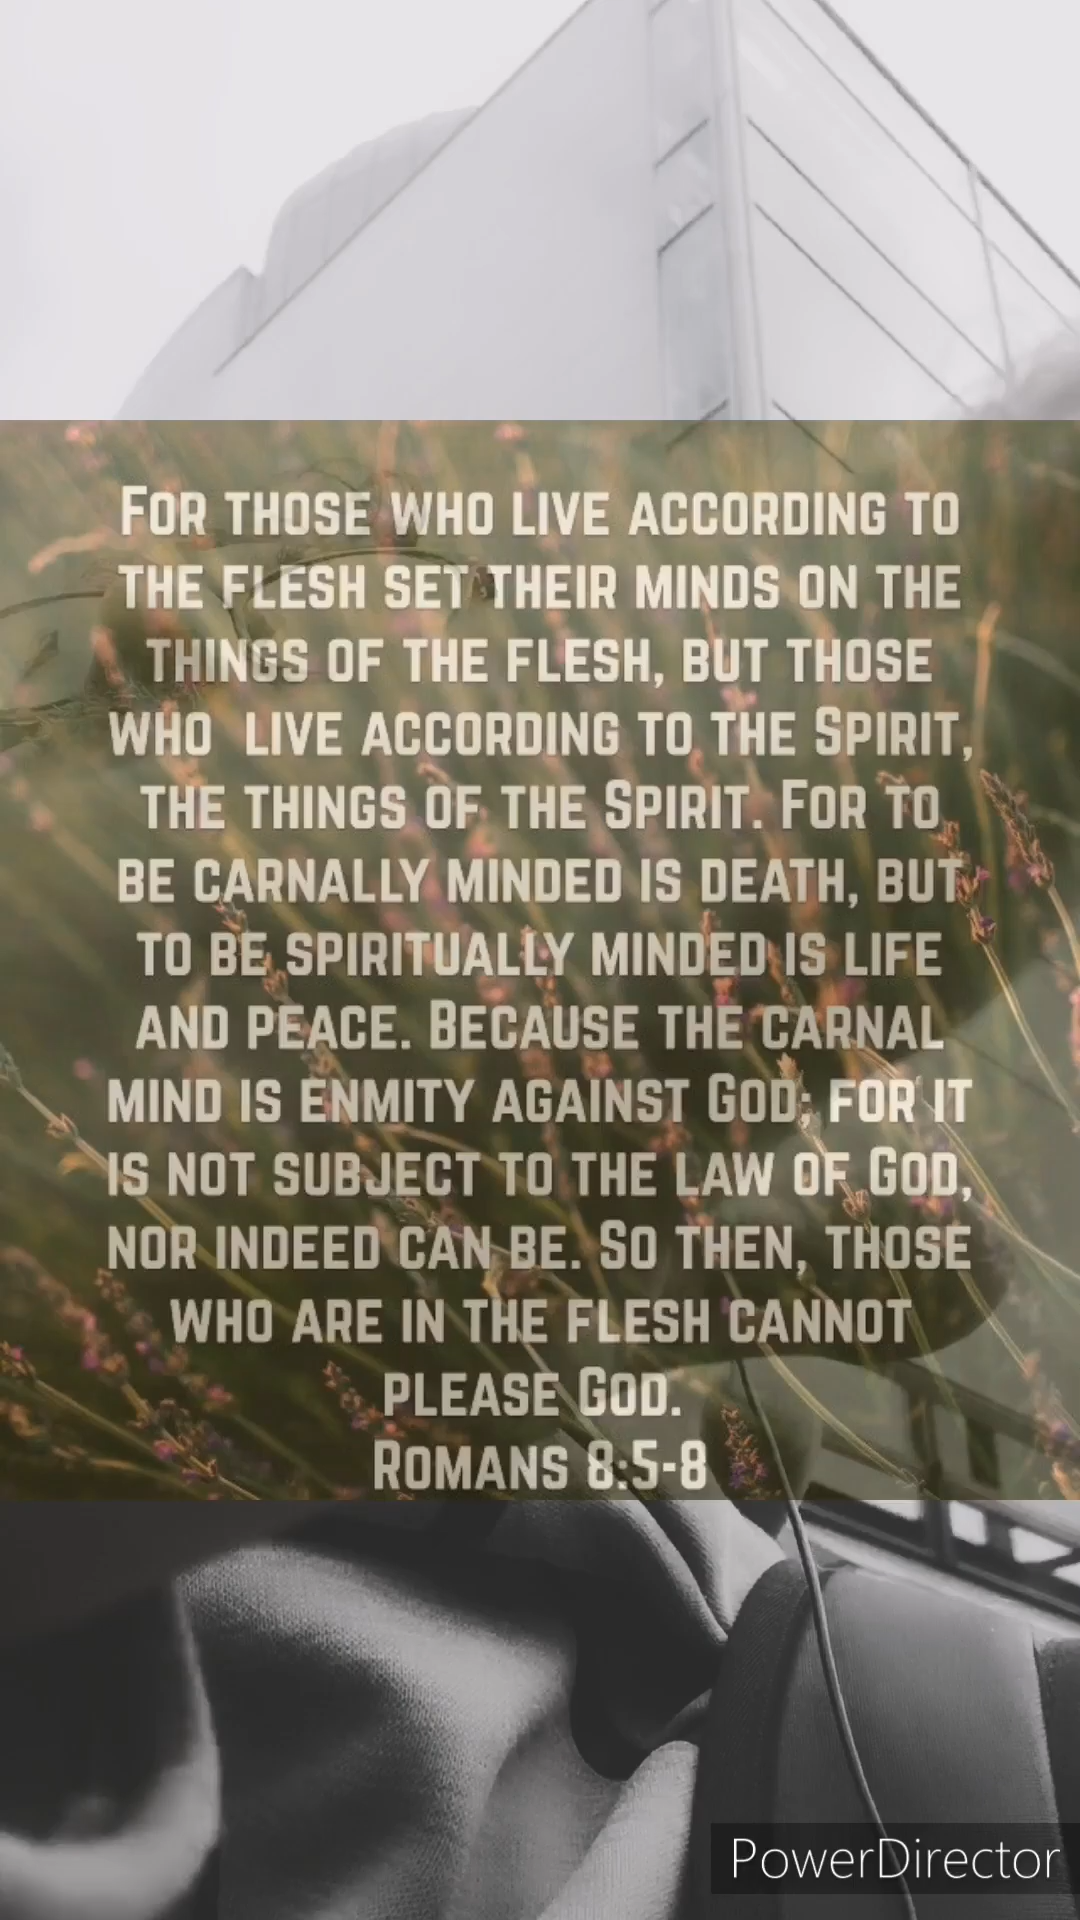 For those who live according to
the flesh set their minds on the
things of the flesh, but those
who live according to the Spirit,
the things of the Spirit. For to
be carnally minded is death, but
to be spiritually minded is life
and peace. Because the carnal
mind is enmity against God; for it
is not subject to the law of God,
nor indeed can be. So then, those
who are in the flesh cannot
please God.
Romans 8:5-8
PowerDirector